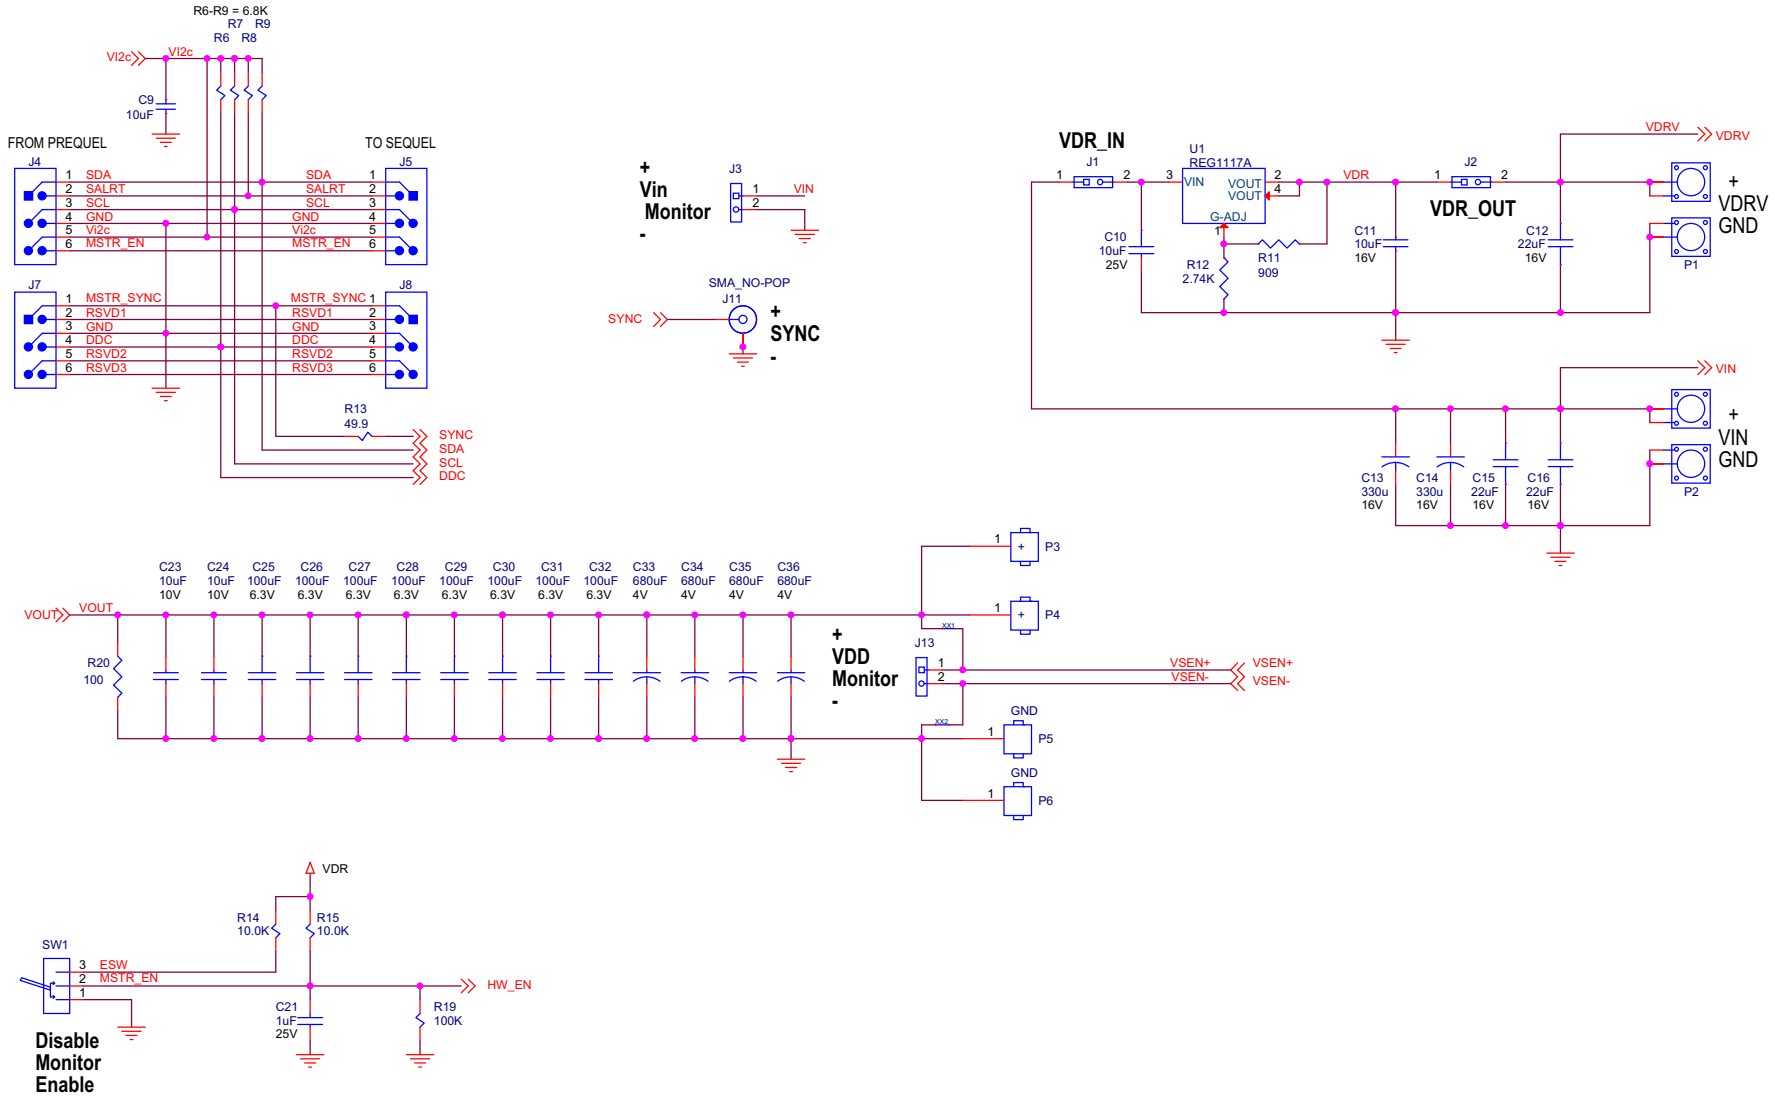 R6-R9 = 6.8K
R7 R9
R6 R8
VI2c
VI2c
C9
10uF
FROM PREQUEL
TO SEQUEL
J4
J5
1 SDA SDA 1
2 SALRT SALRT 2
3 SCL SCL 3
4 GND GND 4
5 Vi2c Vi2c 5
6 MSTR_EN MSTR_EN 6
J7
J8
1 MSTR_SYNC MSTR_SYNC 1
2 RSVD1 RSVD1 2
3 GND GND 3
4 DDC DDC 4
5 RSVD2 RSVD2 5
6 RSVD3 RSVD3 6
R13
49.9
SYNC
SDA
SCL
DDC
+
Vin
Monitor
-
J3
1
2
VIN
SMA_NO-POP
J11
SYNC
+
SYNC
-
VDR_IN
J1
1 2
U1
REG1117A
3 VIN
VOUT 2
VOUT 4
G-ADJ
1
VDR
J2
1 2
VDR_OUT
C10
10uF
25V
R12
2.74K
R11
909
C11
10uF
16V
C12
22uF
16V
VDRV
VDRV
+
VDRV
GND
P1
VIN
+
VIN
GND
P2
C13
330u
16V
C14
330u
16V
C15
22uF
16V
C16
22uF
16V
VOUT
VOUT
R20
100
C23
10uF
10V
C24
10uF
10V
C25
100uF
6.3V
C26
100uF
6.3V
C27
100uF
6.3V
C28
100uF
6.3V
C29
100uF
6.3V
C30
100uF
6.3V
C31
100uF
6.3V
C32
100uF
6.3V
C33
680uF
4V
C34
680uF
4V
C35
680uF
4V
C36
680uF
4V
+
VDD
Monitor
-
1 + P3
1 + P4
XX1
J13
1
2
VSEN+ VSEN+
VSEN- VSEN-
XX2
GND
1 P5
GND
1 P6
VDR
R14
10.0K
R15
10.0K
SW1
3 ESW
2 MSTR_EN
1
HW_EN
C21
1uF
25V
R19
100K
Disable
Monitor
Enable